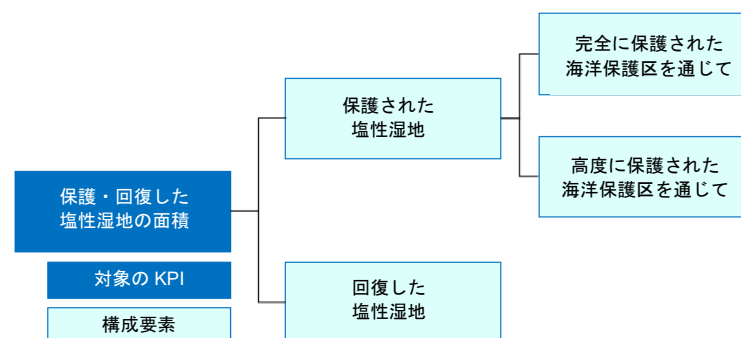 完全に保護された
海洋保護区を通じて
保護された
塩性湿地
高度に保護された
海洋保護区を通じて
保護・回復した
塩性湿地の面積
対象の KPI
回復した
塩性湿地
構成要素